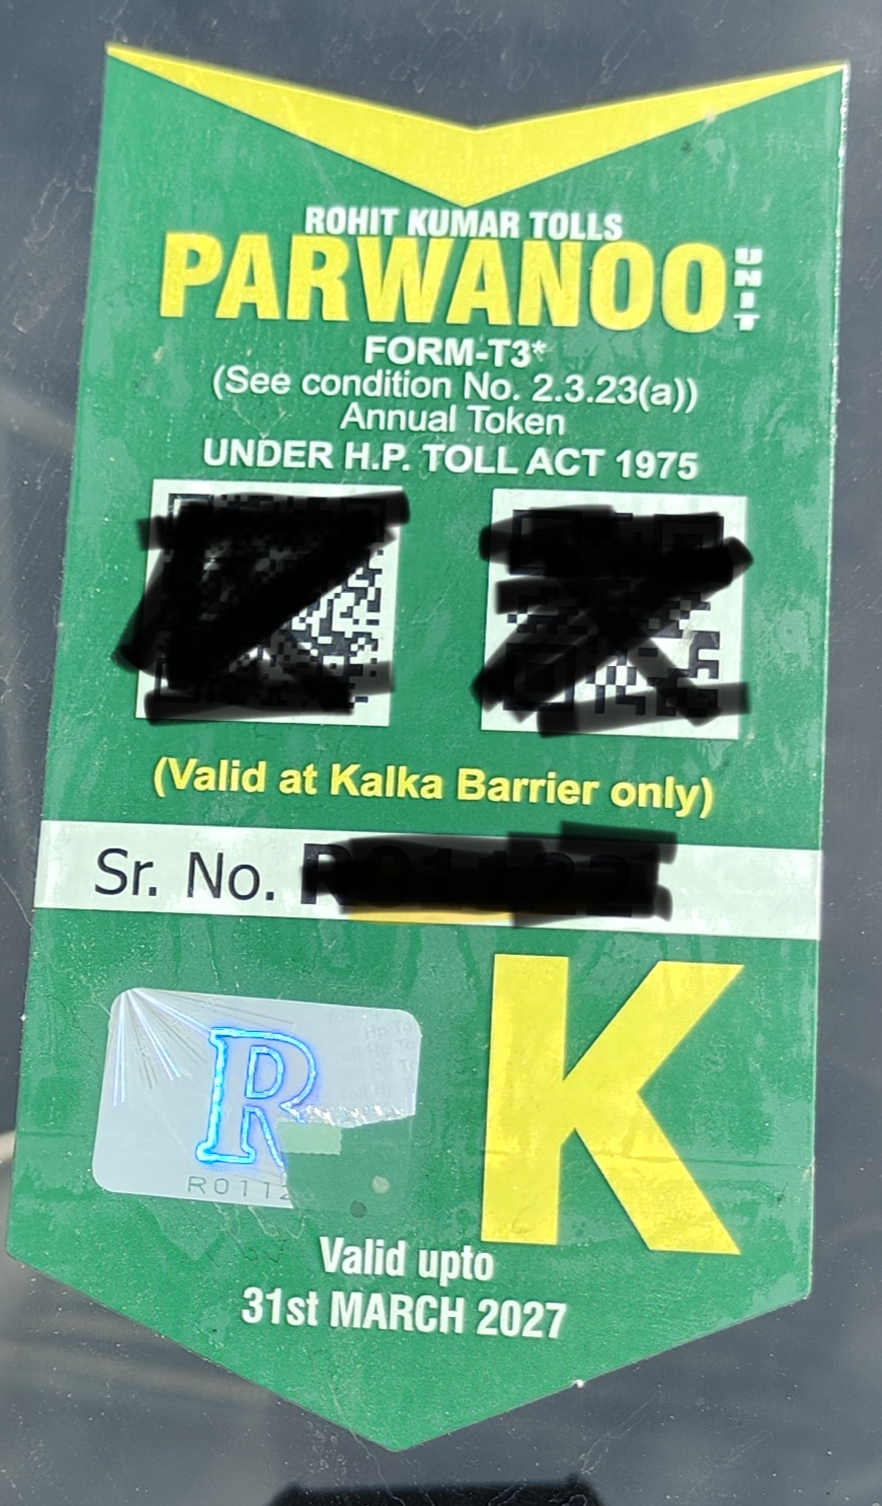 ROHIT KUMAR TOLLS
PARWANOO UNIT
FORM-T3*
(See condition No. 2.3.23(a))
Annual Token
UNDER H.P. TOLL ACT 1975
(Valid at Kalka Barrier only)
Sr. No.
R
K
Valid upto
31st MARCH 2027